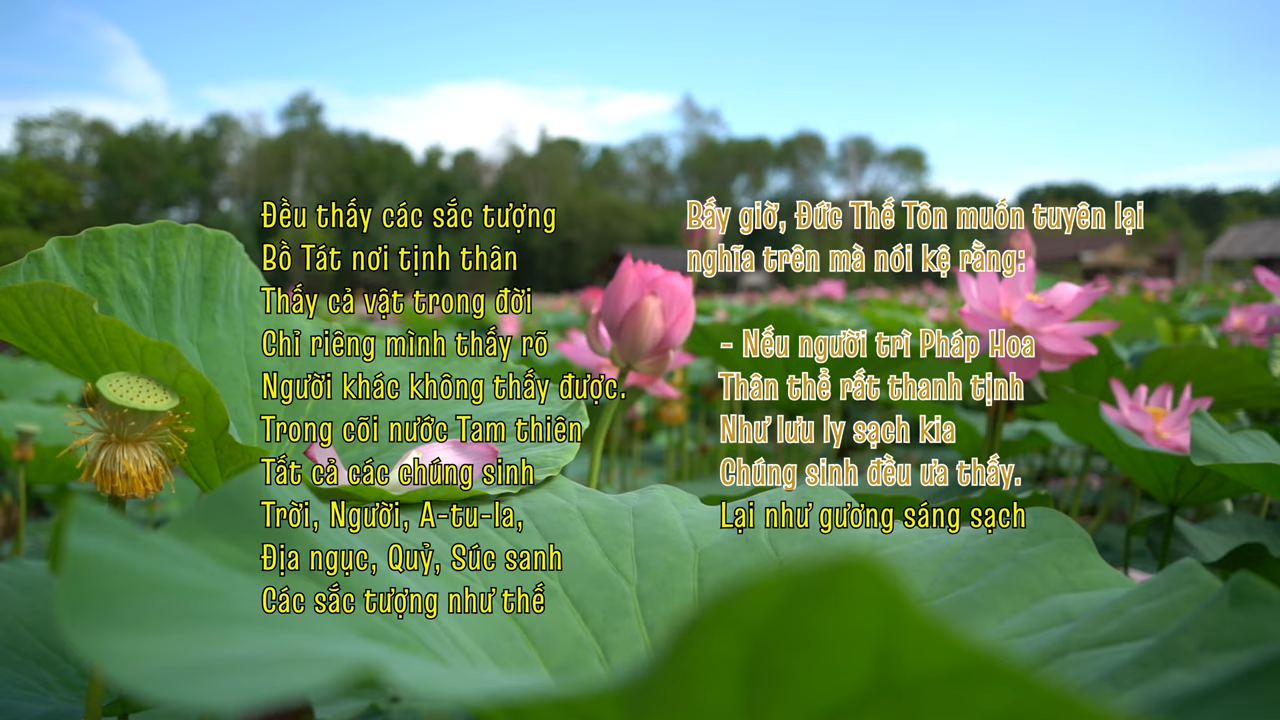 Đều thấy các sắc tượng
Bồ Tát nơi tịnh thân
Thấy cả vật trong đời
Chỉ riêng mình thấy rõ
Người khác không thấy được.
Trong cõi nước Tam thiên
Tất cả các chúng sinh
Trời, Người, A-tu-la,
Địa ngục, Quỷ, Súc sanh
Các sắc tượng như thế
Bấy giờ, Đức Thế Tôn muốn tuyên lại
nghĩa trên mà nói kệ rằng:
- Nếu người trì Pháp Hoa
Thân thể rất thanh tịnh
Như lưu ly sạch kia
Chúng sinh đều ưa thấy.
Lại như gương sáng sạch